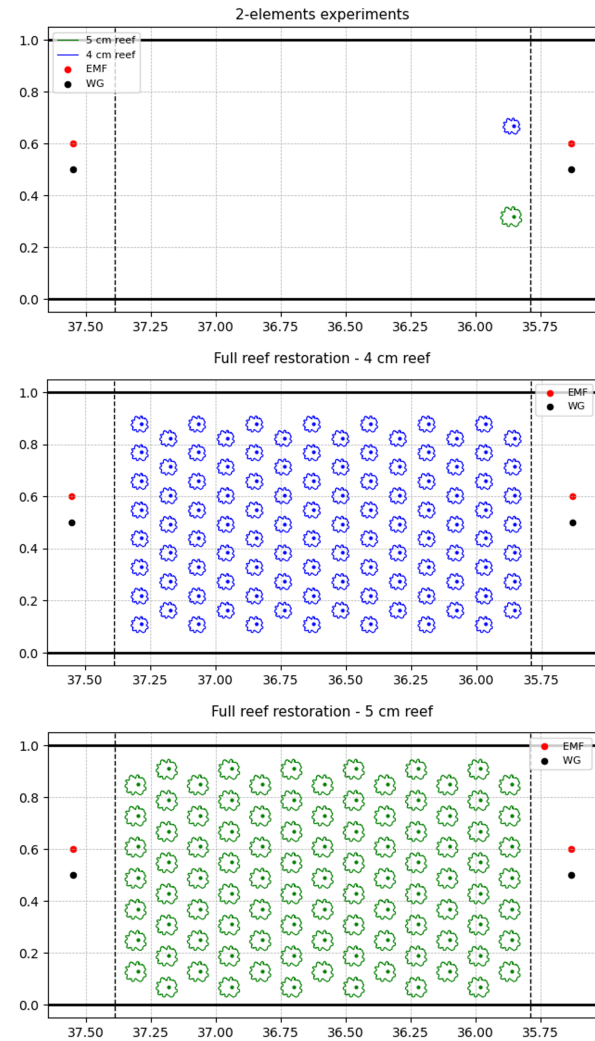 2-elements experiments
1.0
5 cm reef
4 cm reef
EMF
WG
0.8
0.6
0.4
0.2
0.0
37.50 37.25 37.00 36.75 36.50 36.25 36.00 35.75
Full reef restoration - 4 cm reef
1.0
EMF
WG
0.8
0.6
0.4
0.2
0.0
37.50 37.25 37.00 36.75 36.50 36.25 36.00 35.75
Full reef restoration - 5 cm reef
1.0
EMF
WG
0.8
0.6
0.4
0.2
0.0
37.50 37.25 37.00 36.75 36.50 36.25 36.00 35.75